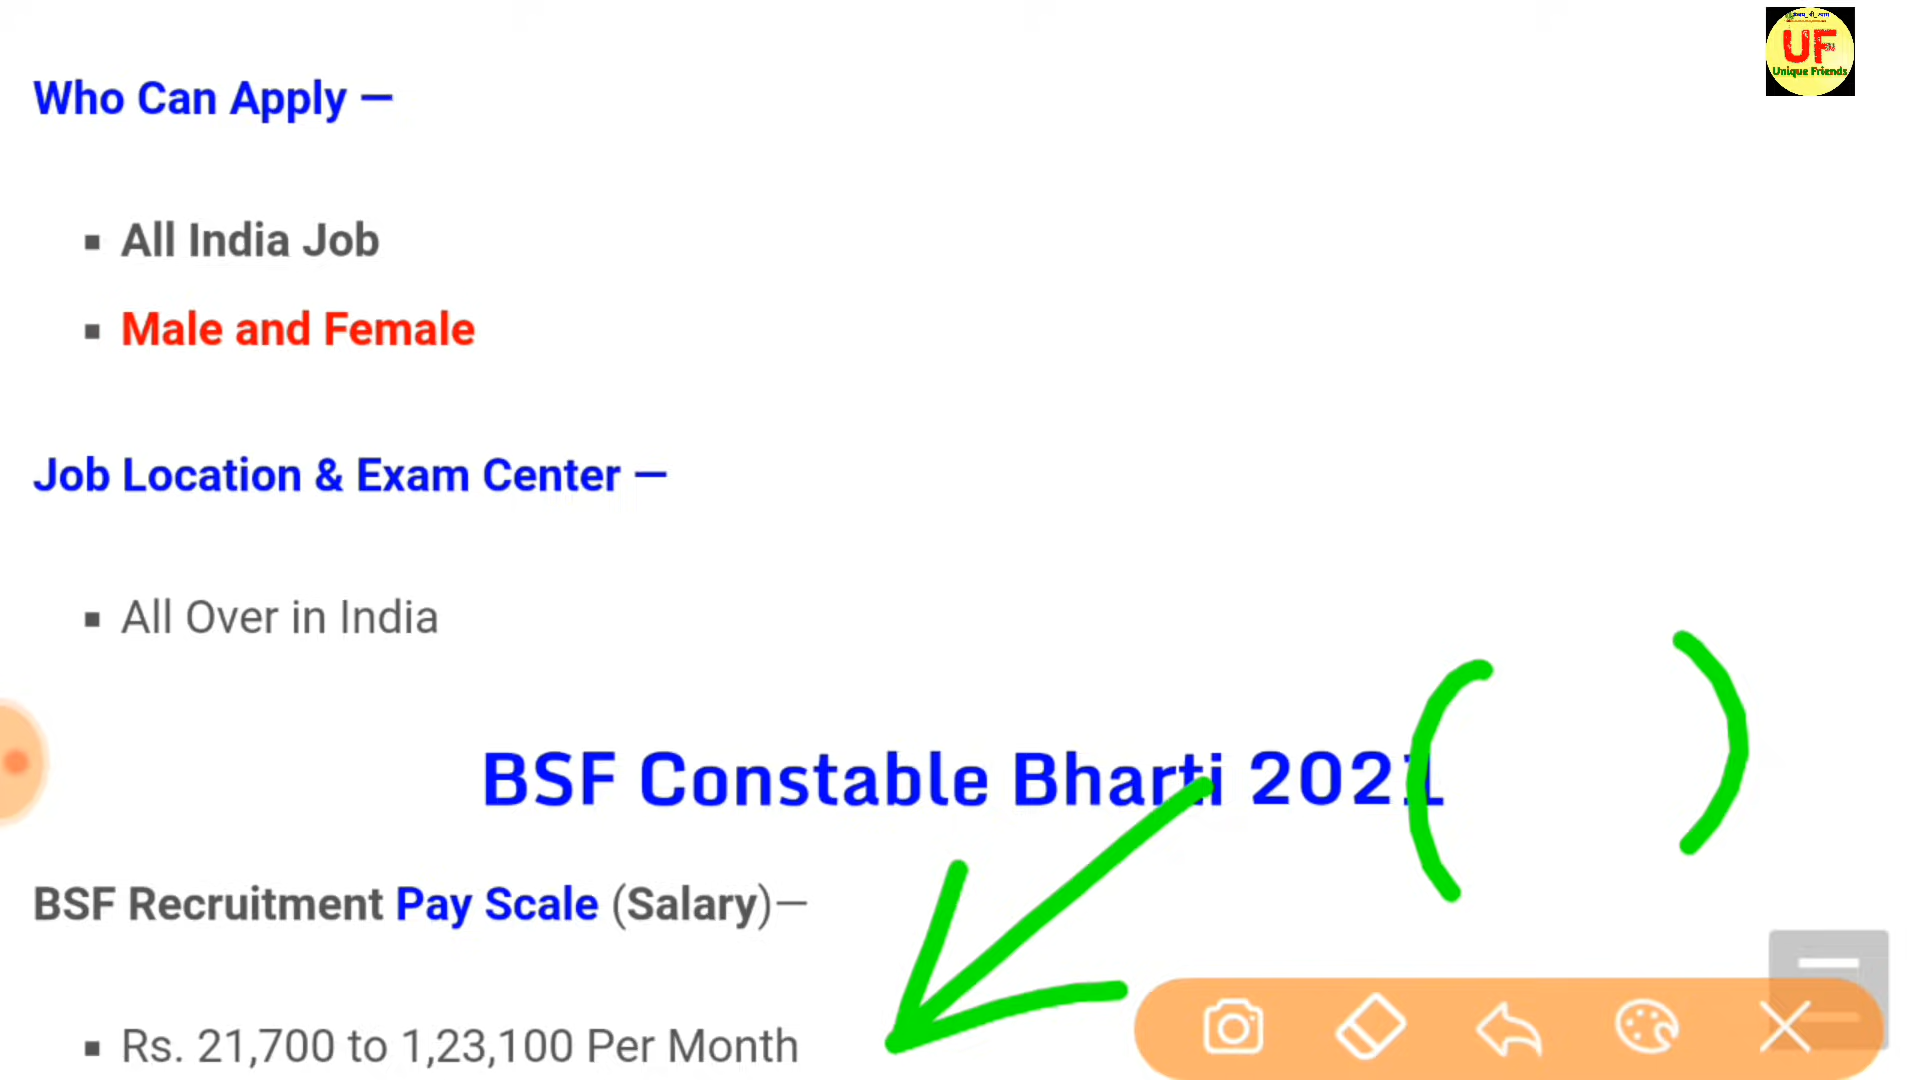 UF
Unique Friends
Who Can Apply —
▪ All India Job
▪ Male and Female
Job Location & Exam Center —
▪ All Over in India
BSF Constable Bharti 2021
BSF Recruitment Pay Scale (Salary)—
▪ Rs. 21,700 to 1,23,100 Per Month